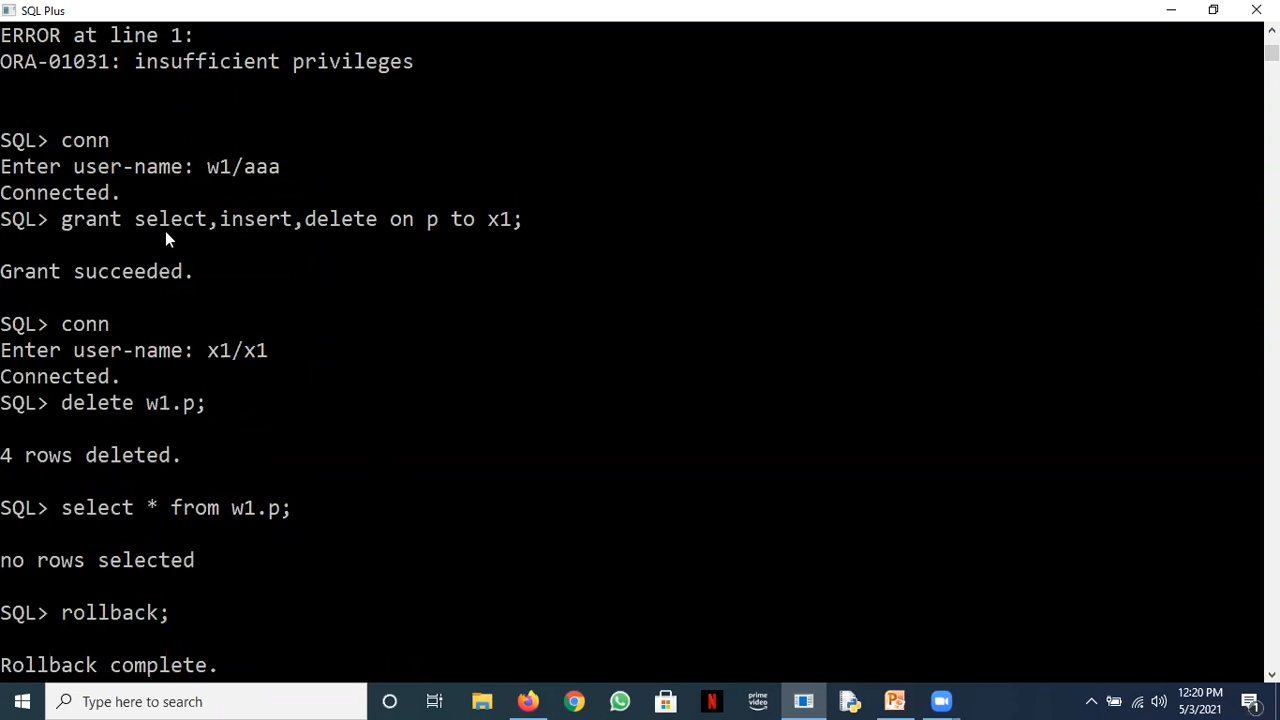 SQL Plus
ERROR at line 1:
ORA-01031: insufficient privileges
SQL> conn
Enter user-name: w1/aaa
Connected.
SQL> grant select,insert,delete on p to x1;
Grant succeeded.
SQL> conn
Enter user-name: x1/x1
Connected.
SQL> delete w1.p;
4 rows deleted.
SQL> select * from w1.p;
no rows selected
SQL> rollback;
Rollback complete.
Type here to search
N
prime video
12:20 PM
5/3/2021
1